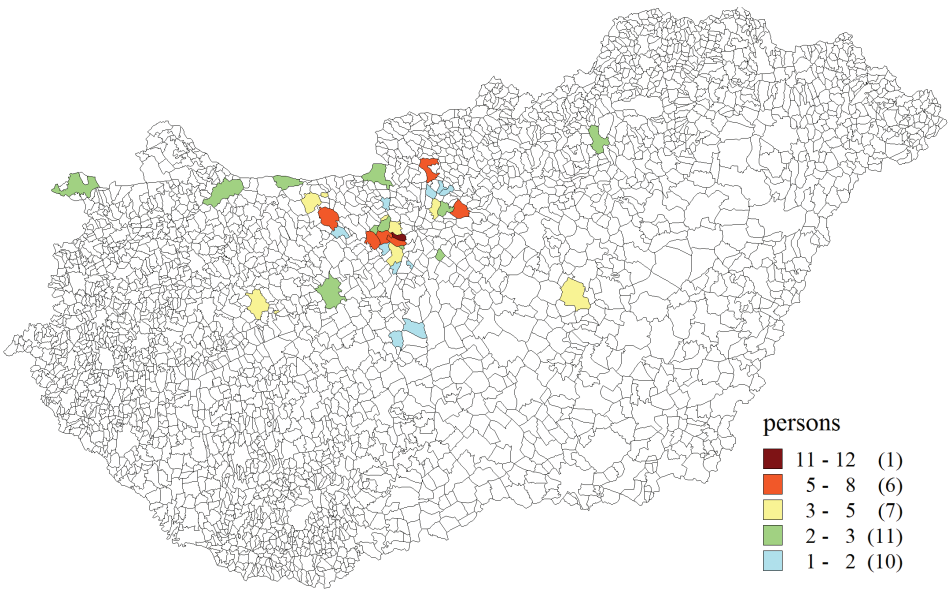 persons
11 - 12 (1)
5 - 8 (6)
3 - 5 (7)
2 - 3 (11)
1 - 2 (10)